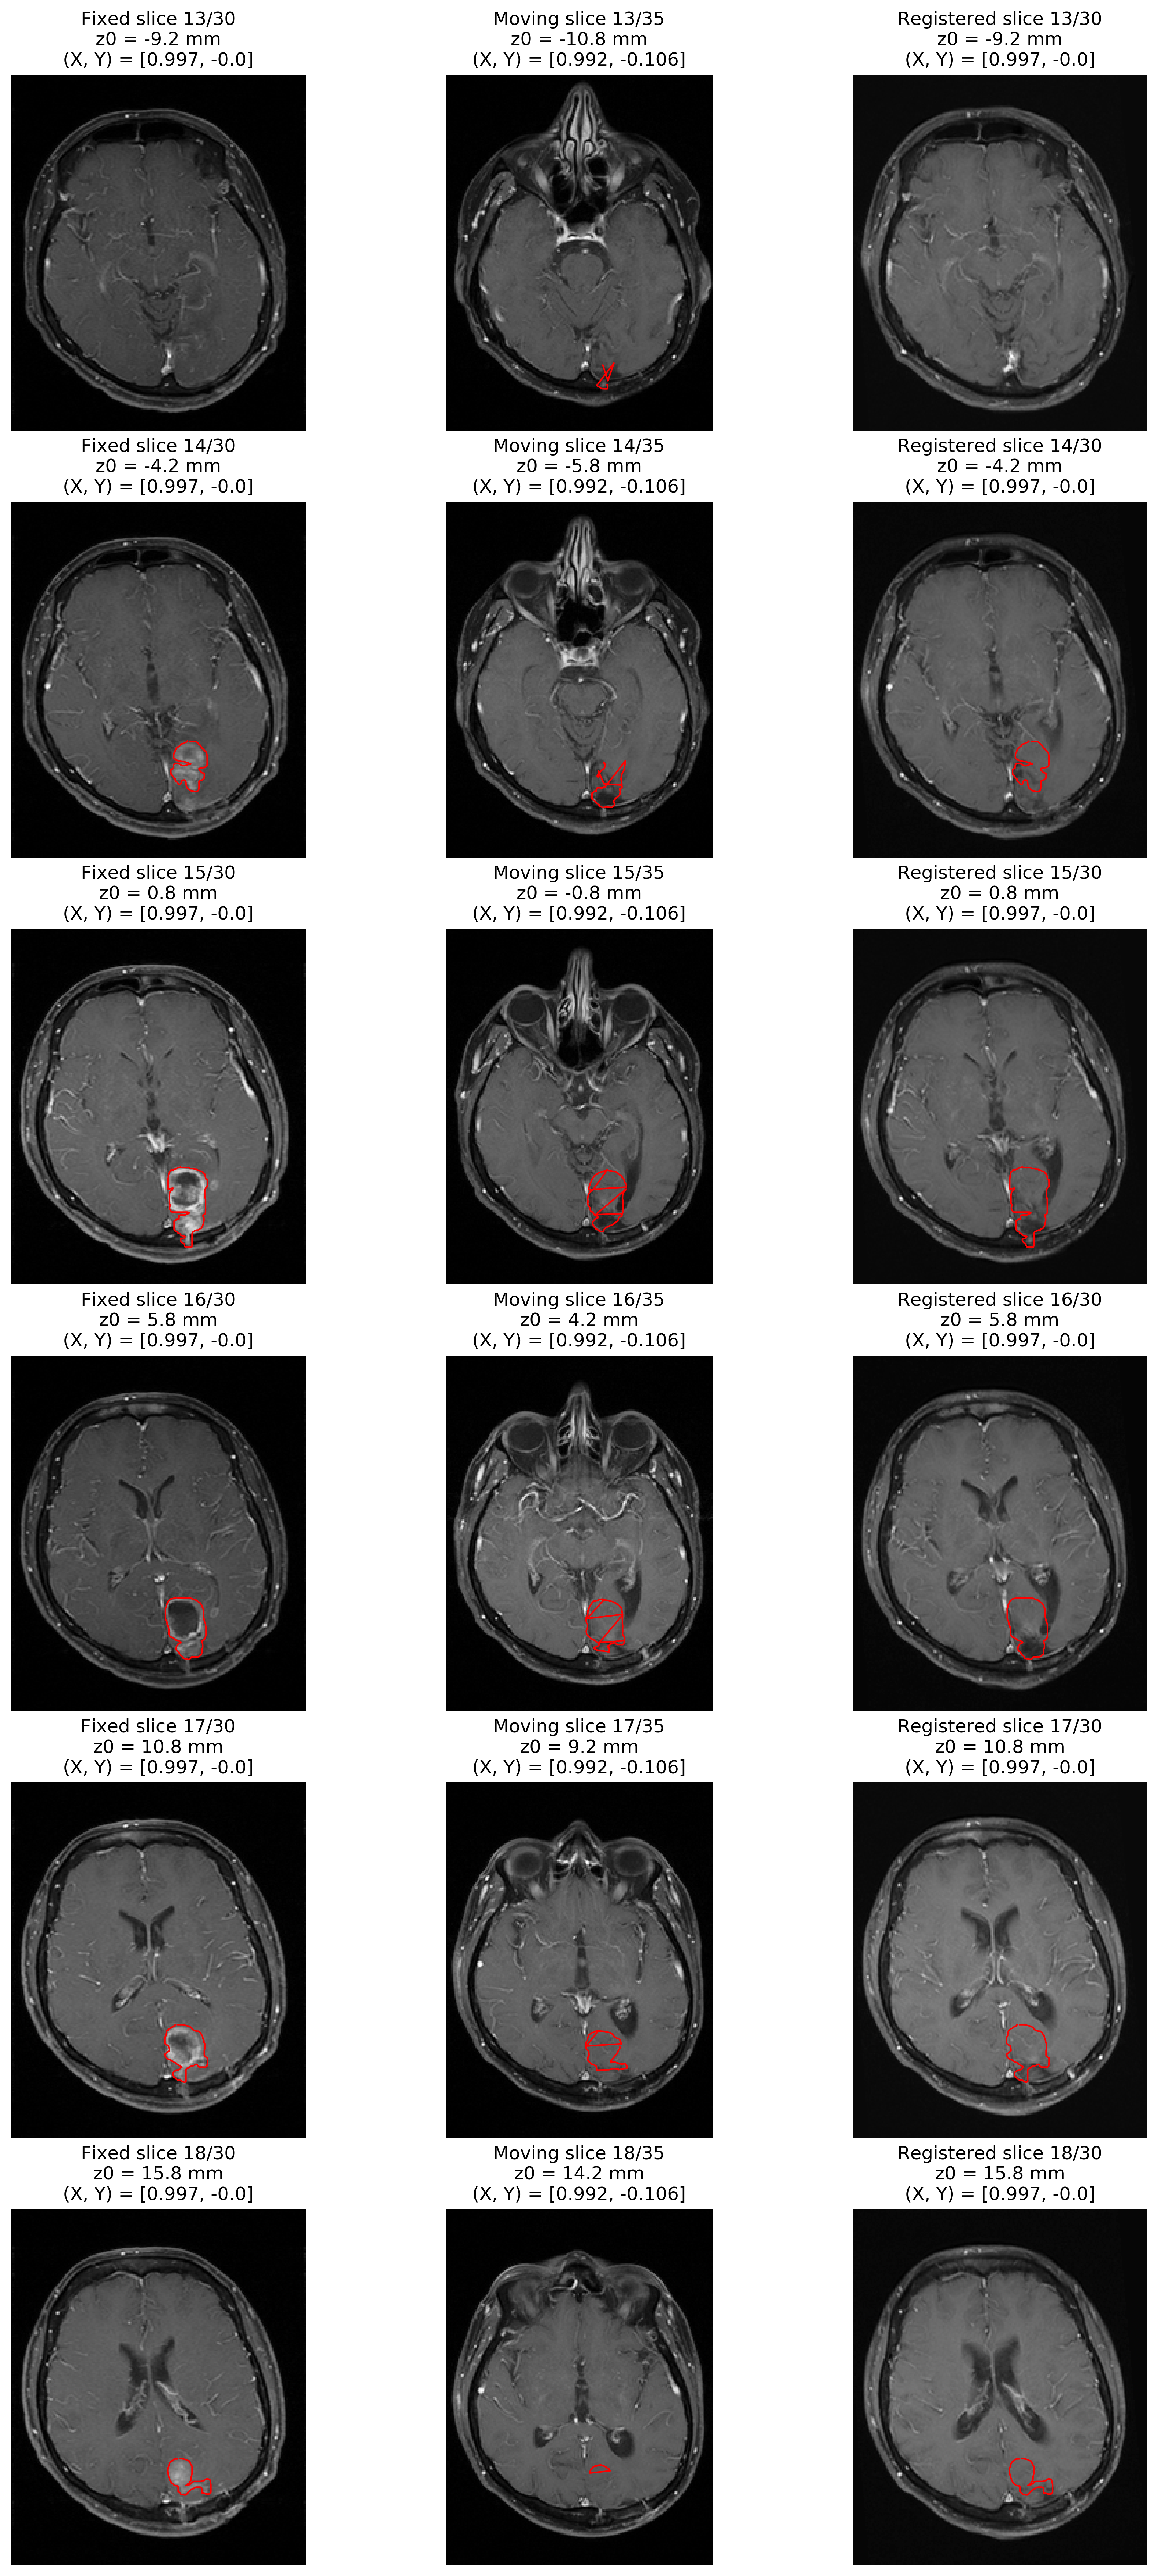 Fixed slice 13/30
z0 = -9.2 mm
(X, Y) = [0.997, -0.0]
Moving slice 13/35
z0 = -10.8 mm
(X, Y) = [0.992, -0.106]
Registered slice 13/30
z0 = -9.2 mm
(X, Y) = [0.997, -0.0]
Fixed slice 14/30
z0 = -4.2 mm
(X, Y) = [0.997, -0.0]
Moving slice 14/35
z0 = -5.8 mm
(X, Y) = [0.992, -0.106]
Registered slice 14/30
z0 = -4.2 mm
(X, Y) = [0.997, -0.0]
Fixed slice 15/30
z0 = 0.8 mm
(X, Y) = [0.997, -0.0]
Moving slice 15/35
z0 = -0.8 mm
(X, Y) = [0.992, -0.106]
Registered slice 15/30
z0 = 0.8 mm
(X, Y) = [0.997, -0.0]
Fixed slice 16/30
z0 = 5.8 mm
(X, Y) = [0.997, -0.0]
Moving slice 16/35
z0 = 4.2 mm
(X, Y) = [0.992, -0.106]
Registered slice 16/30
z0 = 5.8 mm
(X, Y) = [0.997, -0.0]
Fixed slice 17/30
z0 = 10.8 mm
(X, Y) = [0.997, -0.0]
Moving slice 17/35
z0 = 9.2 mm
(X, Y) = [0.992, -0.106]
Registered slice 17/30
z0 = 10.8 mm
(X, Y) = [0.997, -0.0]
Fixed slice 18/30
z0 = 15.8 mm
(X, Y) = [0.997, -0.0]
Moving slice 18/35
z0 = 14.2 mm
(X, Y) = [0.992, -0.106]
Registered slice 18/30
z0 = 15.8 mm
(X, Y) = [0.997, -0.0]